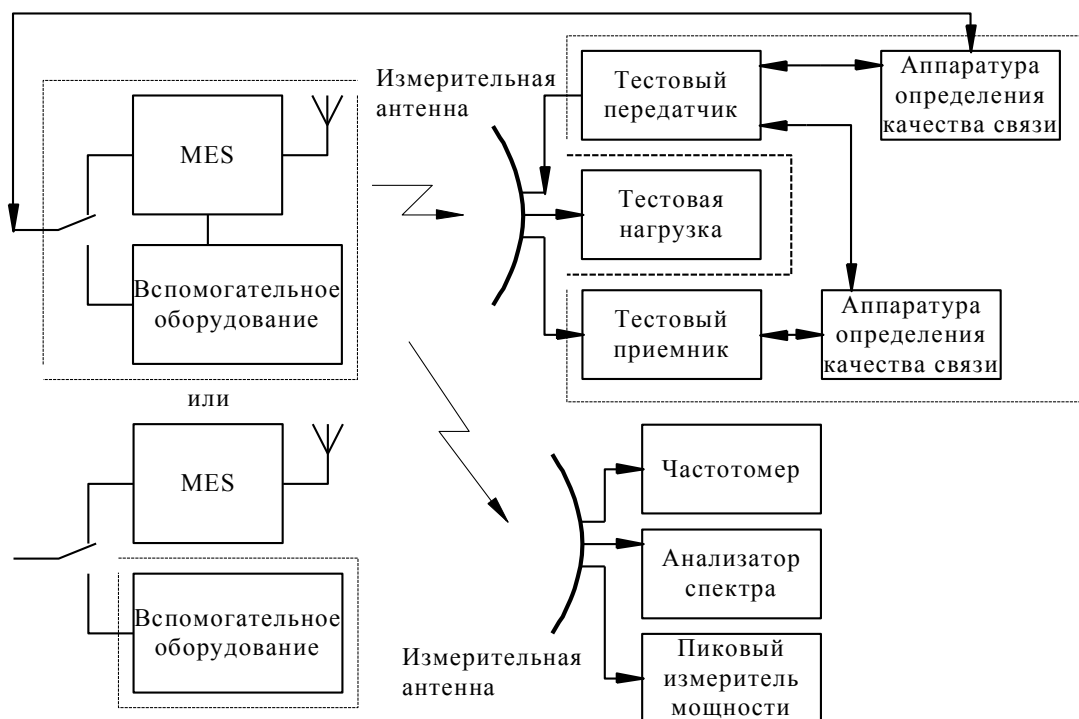 Измерительная
антенна
Тестовый
передатчик
Аппаратура
определения
качества связи
MES
Тестовая
нагрузка
Вспомогательное
оборудование
Тестовый
приемник
Аппаратура
определения
качества связи
или
MES
Частотомер
Анализатор
спектра
Вспомогательное
оборудование
Измерительная
антенна
Пиковый
измеритель
мощности